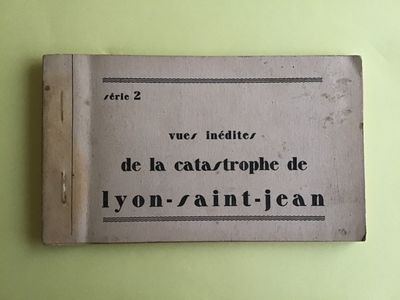 série 2
vues inédites
de la catastrophe de
lyon-saint-jean